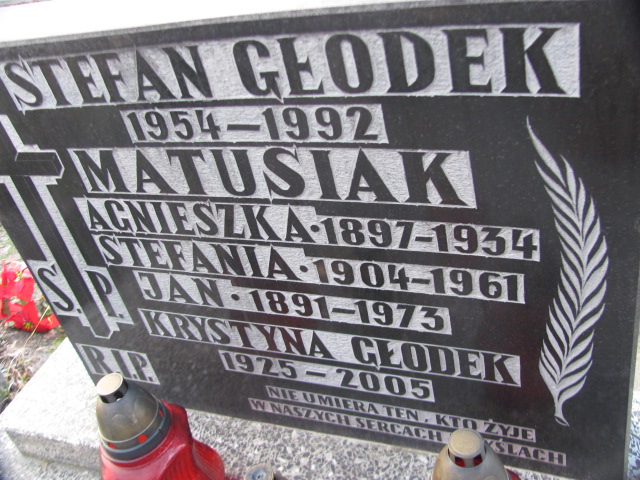 STEFAN GŁODEK
1954–1992
MATUSIAK
AGNIESZKA·1897–1934
STEFANIA·1904–1961
JAN·1891–1973
KRYSTYNA GŁODEK
1925–2005
Ś.P.
R.I.P.
NIE UMIERA TEN, KTO ŻYJE
W NASZYCH SERCACH